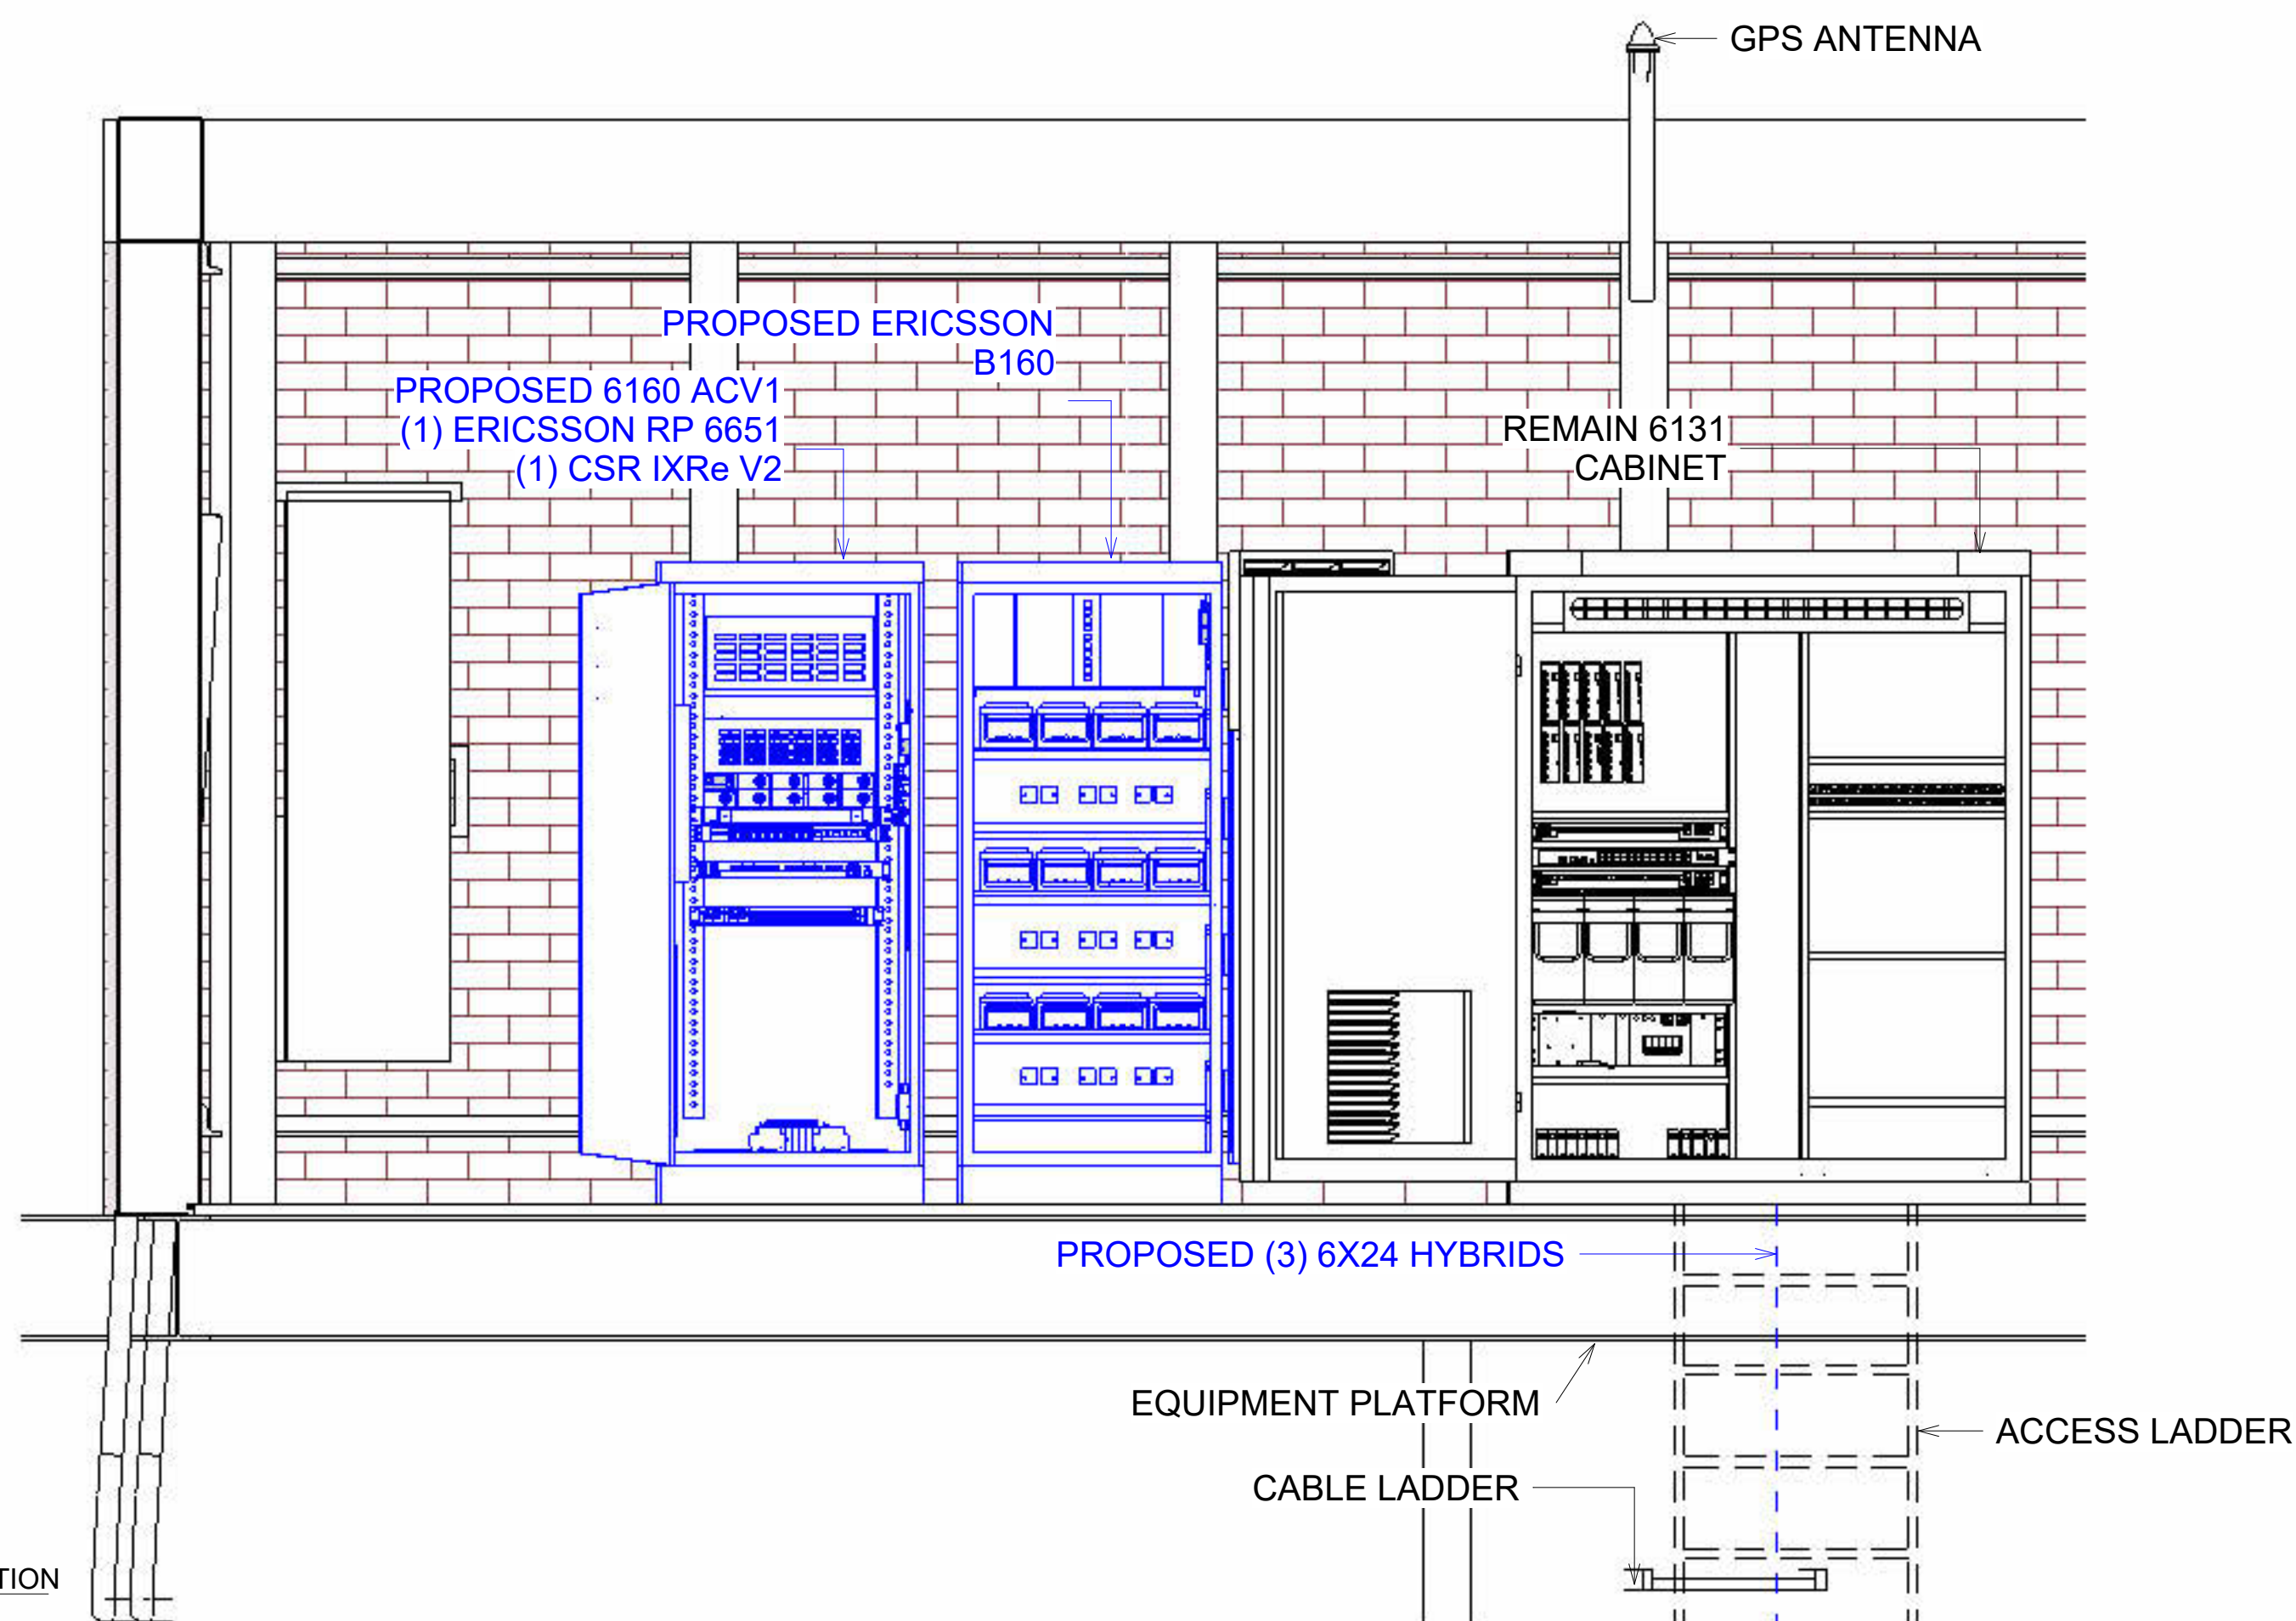 GPS ANTENNA
PROPOSED ERICSSON
B160
PROPOSED 6160 ACV1
(1) ERICSSON RP 6651
(1) CSR IXRe V2
REMAIN 6131
CABINET
PROPOSED (3) 6X24 HYBRIDS
EQUIPMENT PLATFORM
ACCESS LADDER
CABLE LADDER
TION